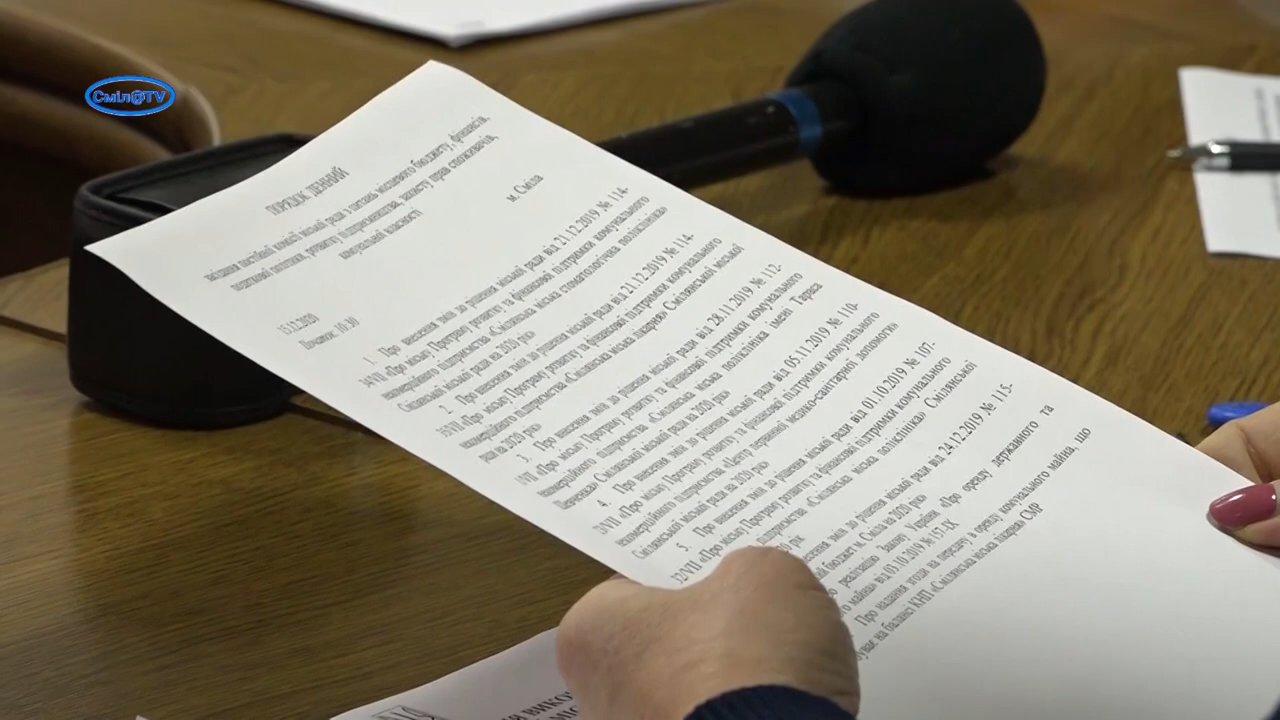 Сміл@TV
ПОРЯДОК ДЕННИЙ
засідання постійної комісії міської ради з питань місцевого бюджету, фінансів,
податкової політики, розвитку підприємництва, захисту прав споживачів,
комунальної власності
м. Сміла
15.12.2020
Початок: 10.30
1. Про внесення змін до рішення міської ради від 21.12.2019 № 114-
34/VII «Про міську Програму розвитку та фінансової підтримки комунального
некомерційного підприємства «Смілянська міська стоматологічна поліклініка»
Смілянської міської ради на 2020 рік»
2. Про внесення змін до рішення міської ради від 21.12.2019 № 114-
35/VII «Про міську Програму розвитку та фінансової підтримки комунального
некомерційного підприємства «Смілянська міська лікарня» Смілянської міської
ради на 2020 рік»
3. Про внесення змін до рішення міської ради від 28.11.2019 № 112-
/VII «Про міську Програму розвитку та фінансової підтримки комунального
некомерційного підприємства «Смілянська міська поліклініка імені Тараса
Шевченка» Смілянської міської ради на 2020 рік»
4. Про внесення змін до рішення міської ради від 05.11.2019 № 110-
/VII «Про міську Програму розвитку та фінансової підтримки комунального
некомерційного підприємства «Центр первинної медико-санітарної допомоги»
Смілянської міської ради на 2020 рік»
5. Про внесення змін до рішення міської ради від 01.10.2019 № 107-
32/VII «Про міську Програму розвитку та фінансової підтримки комунального
підприємства «Смілянська міська поліклініка» Смілянської
рік
внесення змін до рішення міської ради від 24.12.2019 № 115-
бюджет м. Сміла на 2020 рік»
реалізацію Закону України «Про оренду державного та
майна» від 03.10.2019 № 157-IX
Про надання згоди на передачу в оренду комунального майна, що
на балансі КНП «Смілянська міська лікарня» СМР